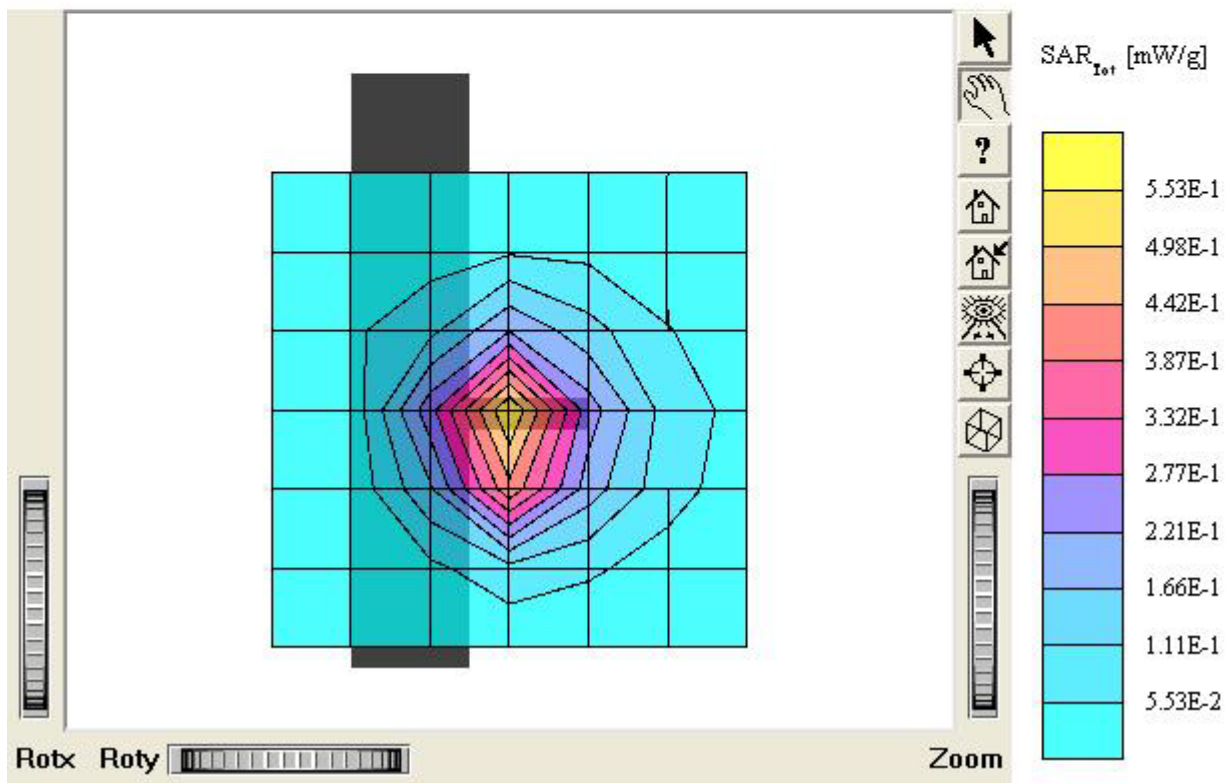 SAR_Tot [mW/g]
?
5.53E-1
4.98E-1
4.42E-1
3.87E-1
3.32E-1
2.77E-1
2.21E-1
1.66E-1
1.11E-1
5.53E-2
Rotx Roty Zoom